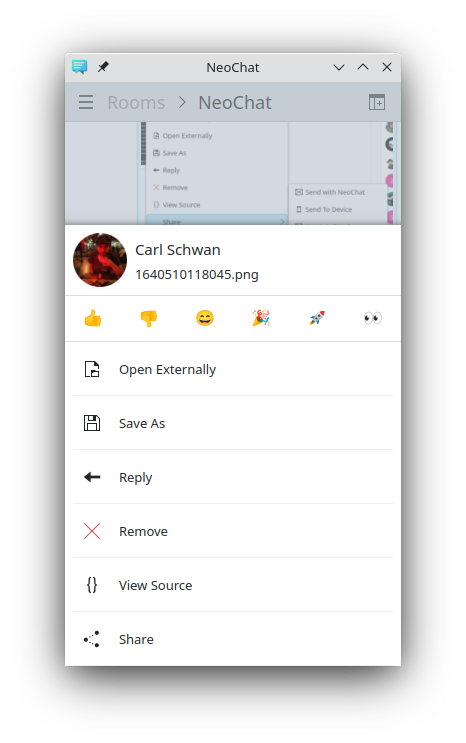 NeoChat
Rooms > NeoChat
Open Externally
Save As
Reply
Remove
View Source
Share
Send with NeoChat
Send To Device
Carl Schwan
1640510118045.png
👍 👎 😄 🎉 🚀 👀
Open Externally
Save As
Reply
Remove
View Source
Share